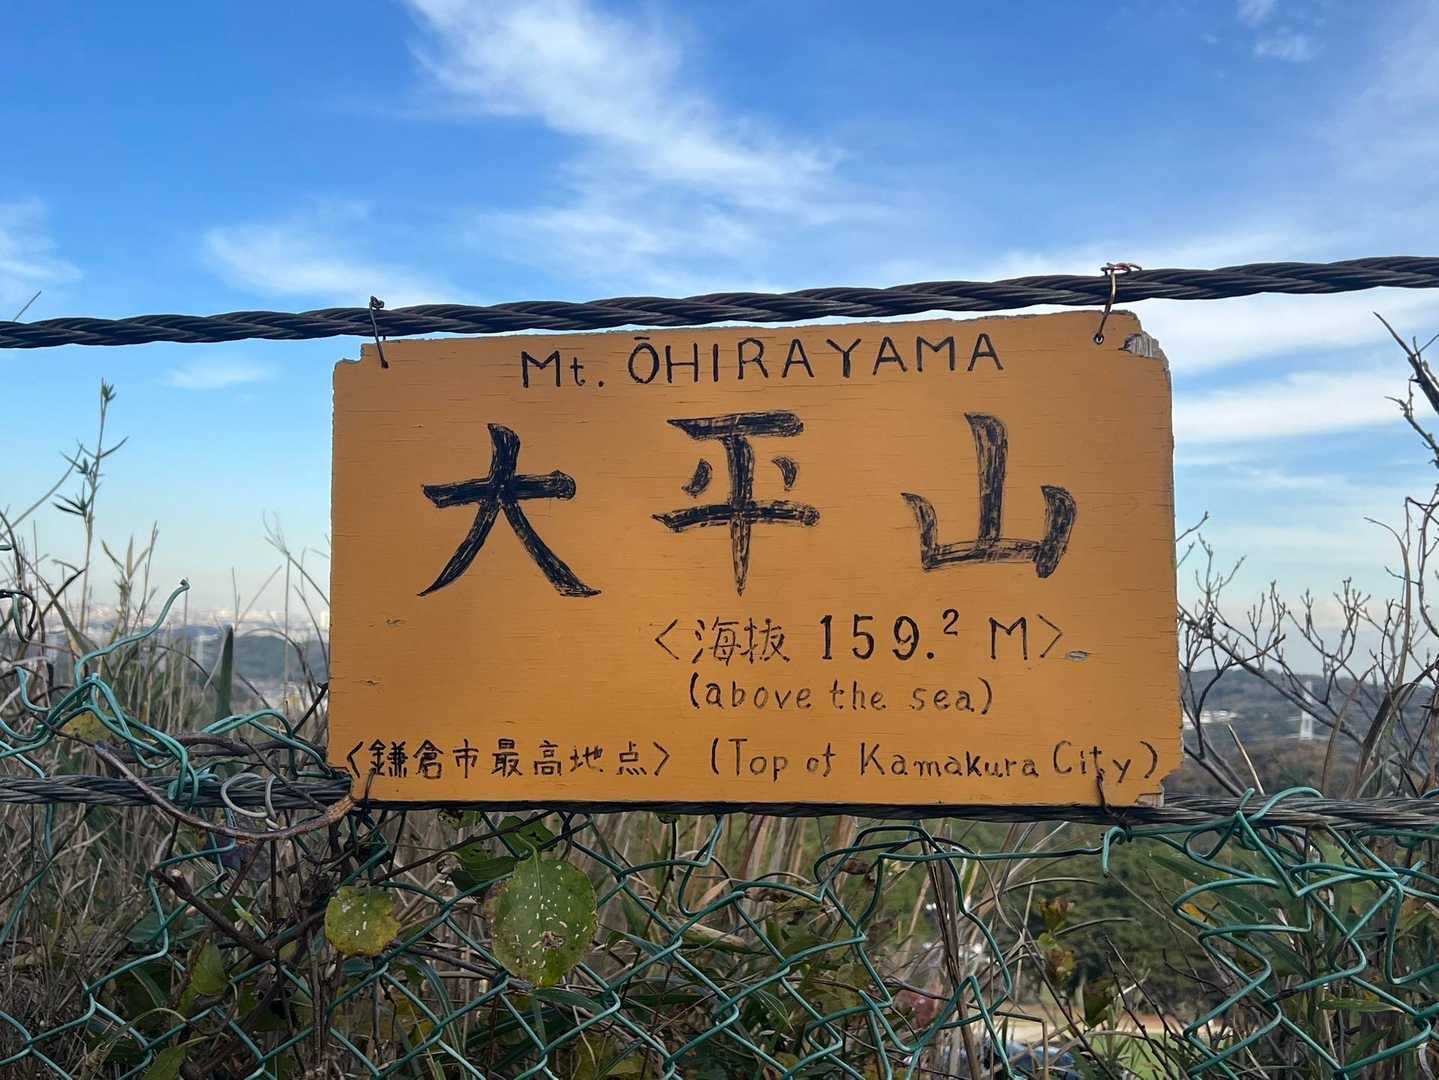 Mt. ŌHIRAYAMA
大平山
〈海抜 159.² M〉
(above the sea)
〈鎌倉市最高地点〉 (Top of Kamakura City)